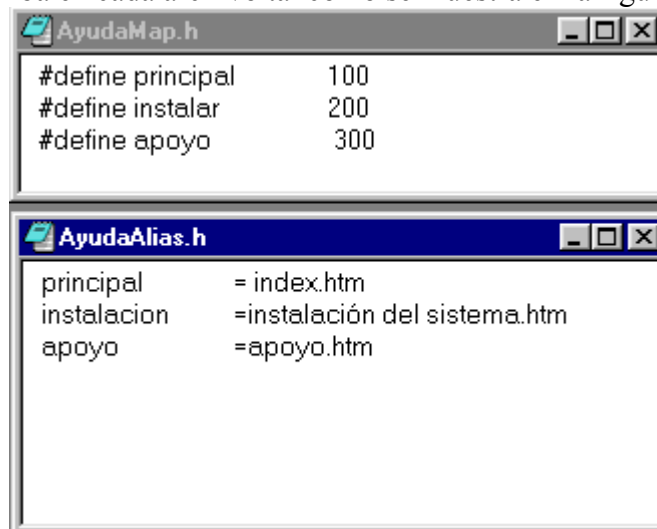 AyudaMap.h
#define principal 100
#define instalar 200
#define apoyo 300
AyudaAlias.h
principal = index.htm
instalacion =instalación del sistema.htm
apoyo =apoyo.htm